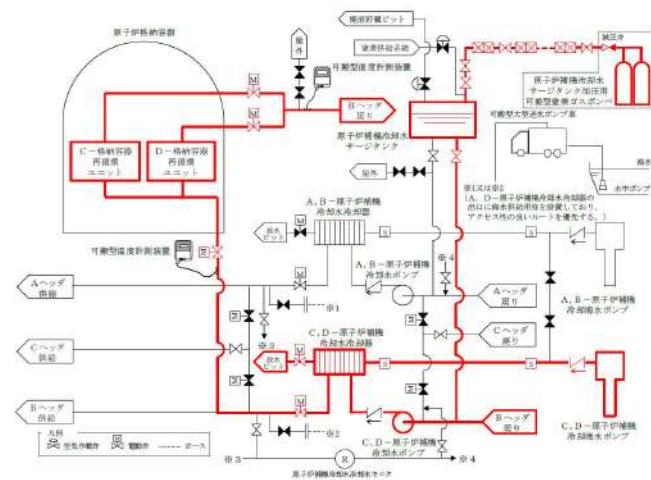 原子炉格納容器
屋外
可搬型温度計測装置
Bヘッダ
戻り
C－格納容器
再循環
ユニット
D－格納容器
再循環
ユニット
可搬型温度計測装置
窒素供給系統
原子炉補機冷却水
サージタンク
屋外
減圧弁
原子炉補機冷却水
サージタンク加圧用
可搬型窒素ガスボンベ
可搬型大型送水ポンプ車
海水
水中ポンプ
※1又は※2
(A，D－原子炉補機冷却水冷却器の
出口に海水供給用弁を設置しており、
アクセス性の良いルートを優先する。)
A，B－原子炉補機
冷却水冷却器
放水
ピット
M
S
S
A，B－原子炉補機
冷却水ポンプ
※4
Aヘッダ
戻り
Cヘッダ
戻り
A，B－原子炉補機
冷却海水ポンプ
Aヘッダ
供給
※1
※3
Cヘッダ
供給
C，D－原子炉補機
冷却水冷却器
放水
ピット
M
S
S
Bヘッダ
供給
※2
C，D－原子炉補機
冷却水ポンプ
Bヘッダ
戻り
C，D－原子炉補機
冷却海水ポンプ
凡例
空気作動弁
電動弁
ホース
※3
R
※4
原子炉補機冷却水冷却水モニタ